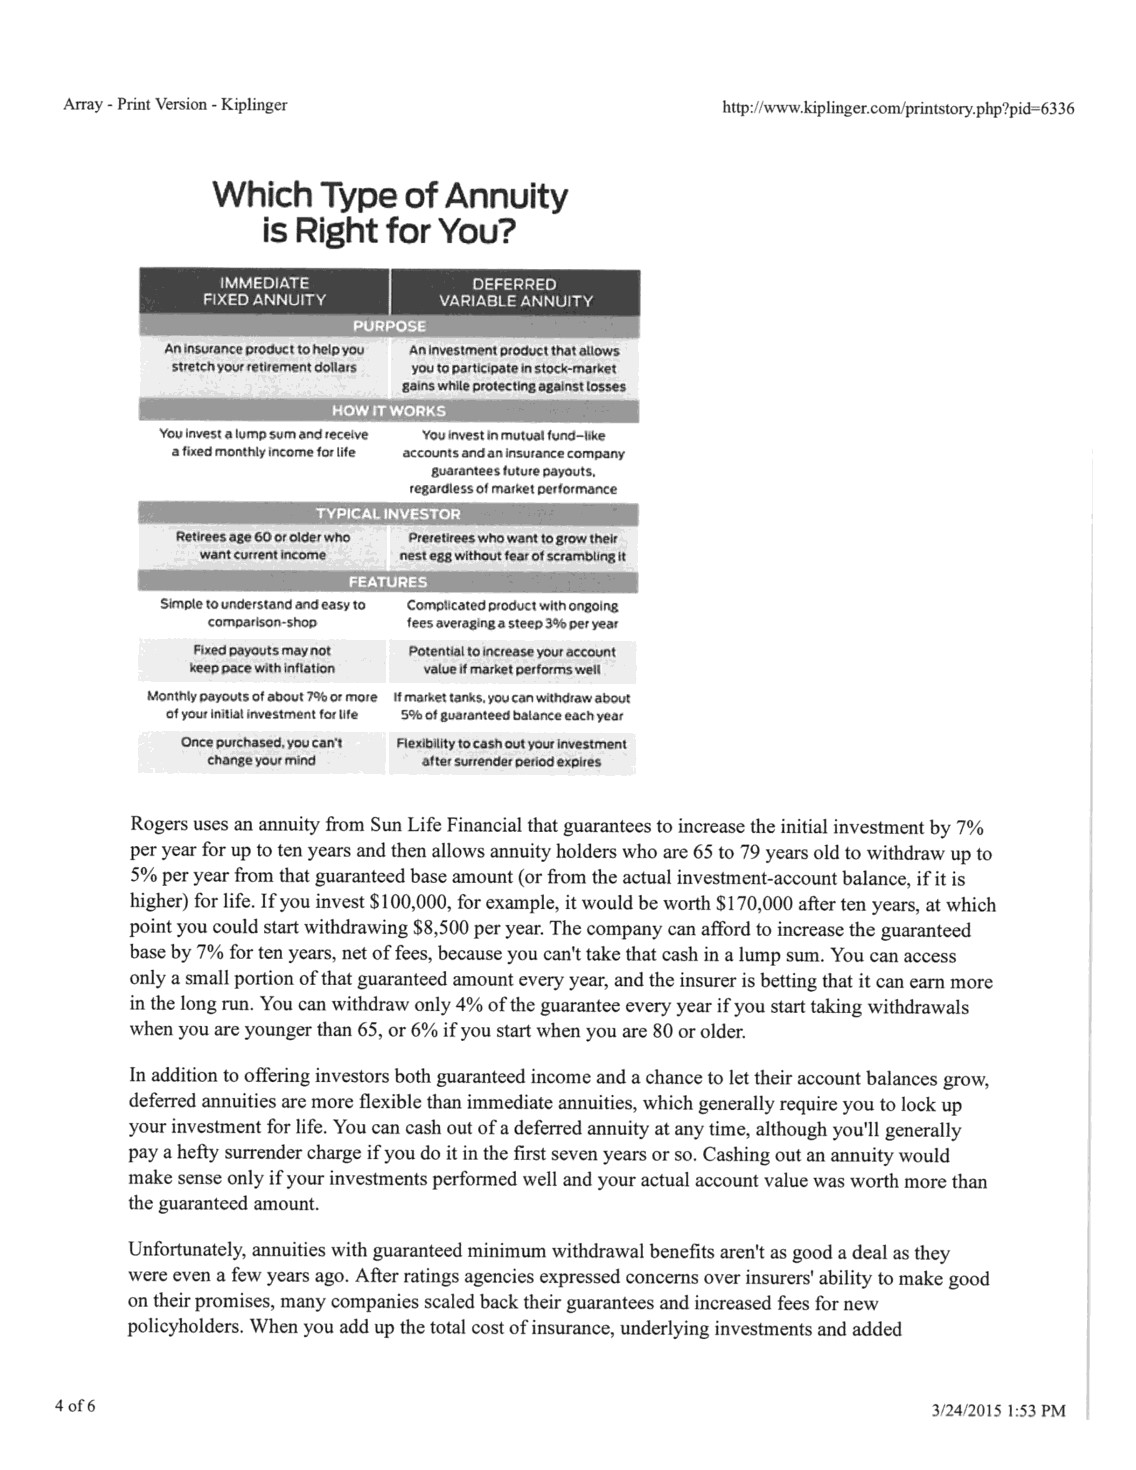 Array - Print Version - Kiplinger
http://www.kiplinger.com/printstory.php?pid=6336
Which Type of Annuity
is Right for You?
IMMEDIATE
FIXED ANNUITY
DEFERRED
VARIABLE ANNUITY
PURPOSE
An insurance product to help you
stretch your retirement dollars
An investment product that allows
you to participate in stock-market
gains while protecting against losses
HOW IT WORKS
You invest a lump sum and receive
a fixed monthly income for life
You invest in mutual fund–like
accounts and an insurance company
guarantees future payouts,
regardless of market performance
TYPICAL INVESTOR
Retirees age 60 or older who
want current income
Preretirees who want to grow their
nest egg without fear of scrambling it
FEATURES
Simple to understand and easy to
comparison-shop
Complicated product with ongoing
fees averaging a steep 3% per year
Fixed payouts may not
keep pace with inflation
Potential to increase your account
value if market performs well
Monthly payouts of about 7% or more
of your initial investment for life
If market tanks, you can withdraw about
5% of guaranteed balance each year
Once purchased, you can't
change your mind
Flexibility to cash out your investment
after surrender period expires
Rogers uses an annuity from Sun Life Financial that guarantees to increase the initial investment by 7%
per year for up to ten years and then allows annuity holders who are 65 to 79 years old to withdraw up to
5% per year from that guaranteed base amount (or from the actual investment-account balance, if it is
higher) for life. If you invest $100,000, for example, it would be worth $170,000 after ten years, at which
point you could start withdrawing $8,500 per year. The company can afford to increase the guaranteed
base by 7% for ten years, net of fees, because you can't take that cash in a lump sum. You can access
only a small portion of that guaranteed amount every year, and the insurer is betting that it can earn more
in the long run. You can withdraw only 4% of the guarantee every year if you start taking withdrawals
when you are younger than 65, or 6% if you start when you are 80 or older.
In addition to offering investors both guaranteed income and a chance to let their account balances grow,
deferred annuities are more flexible than immediate annuities, which generally require you to lock up
your investment for life. You can cash out of a deferred annuity at any time, although you'll generally
pay a hefty surrender charge if you do it in the first seven years or so. Cashing out an annuity would
make sense only if your investments performed well and your actual account value was worth more than
the guaranteed amount.
Unfortunately, annuities with guaranteed minimum withdrawal benefits aren't as good a deal as they
were even a few years ago. After ratings agencies expressed concerns over insurers' ability to make good
on their promises, many companies scaled back their guarantees and increased fees for new
policyholders. When you add up the total cost of insurance, underlying investments and added
4 of 6
3/24/2015 1:53 PM